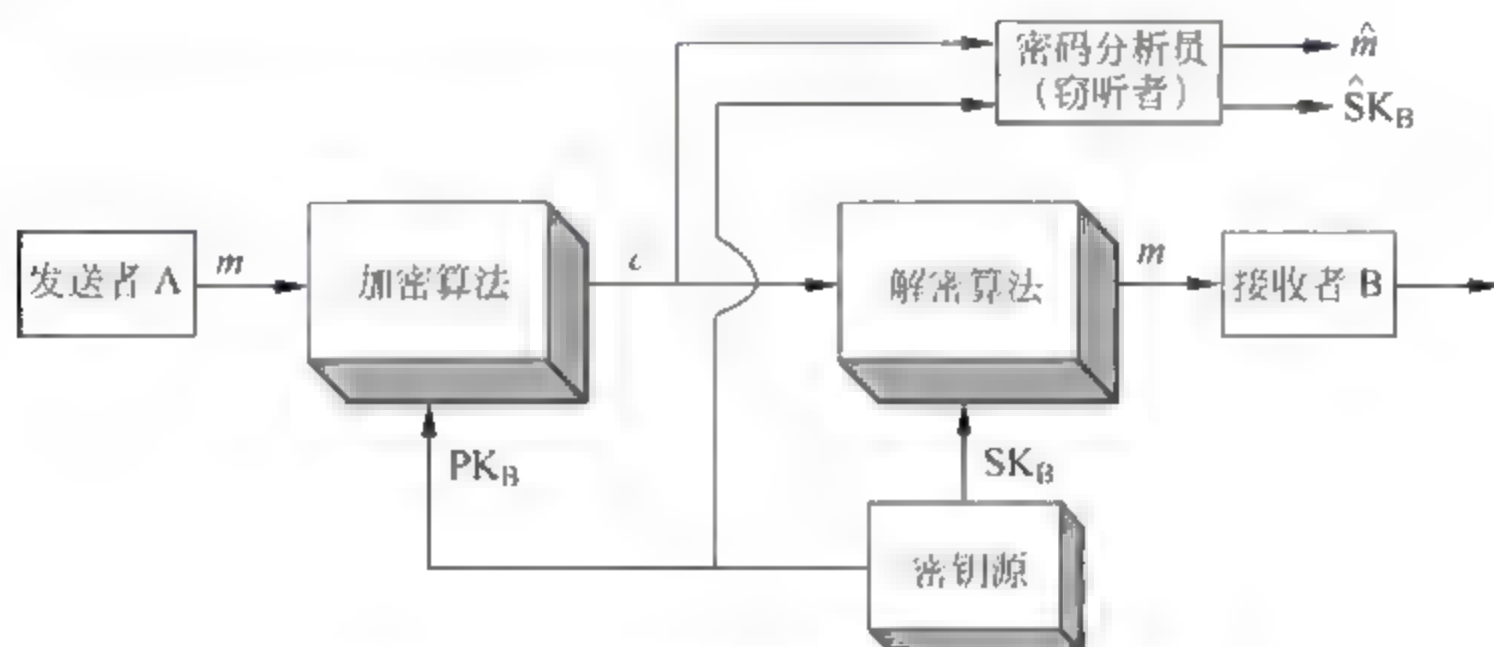 密码分析员
(窃听者)
m̂
ŜK_B
发送者 A
m
加密算法
c
解密算法
m
接收者 B
PK_B
SK_B
密钥源